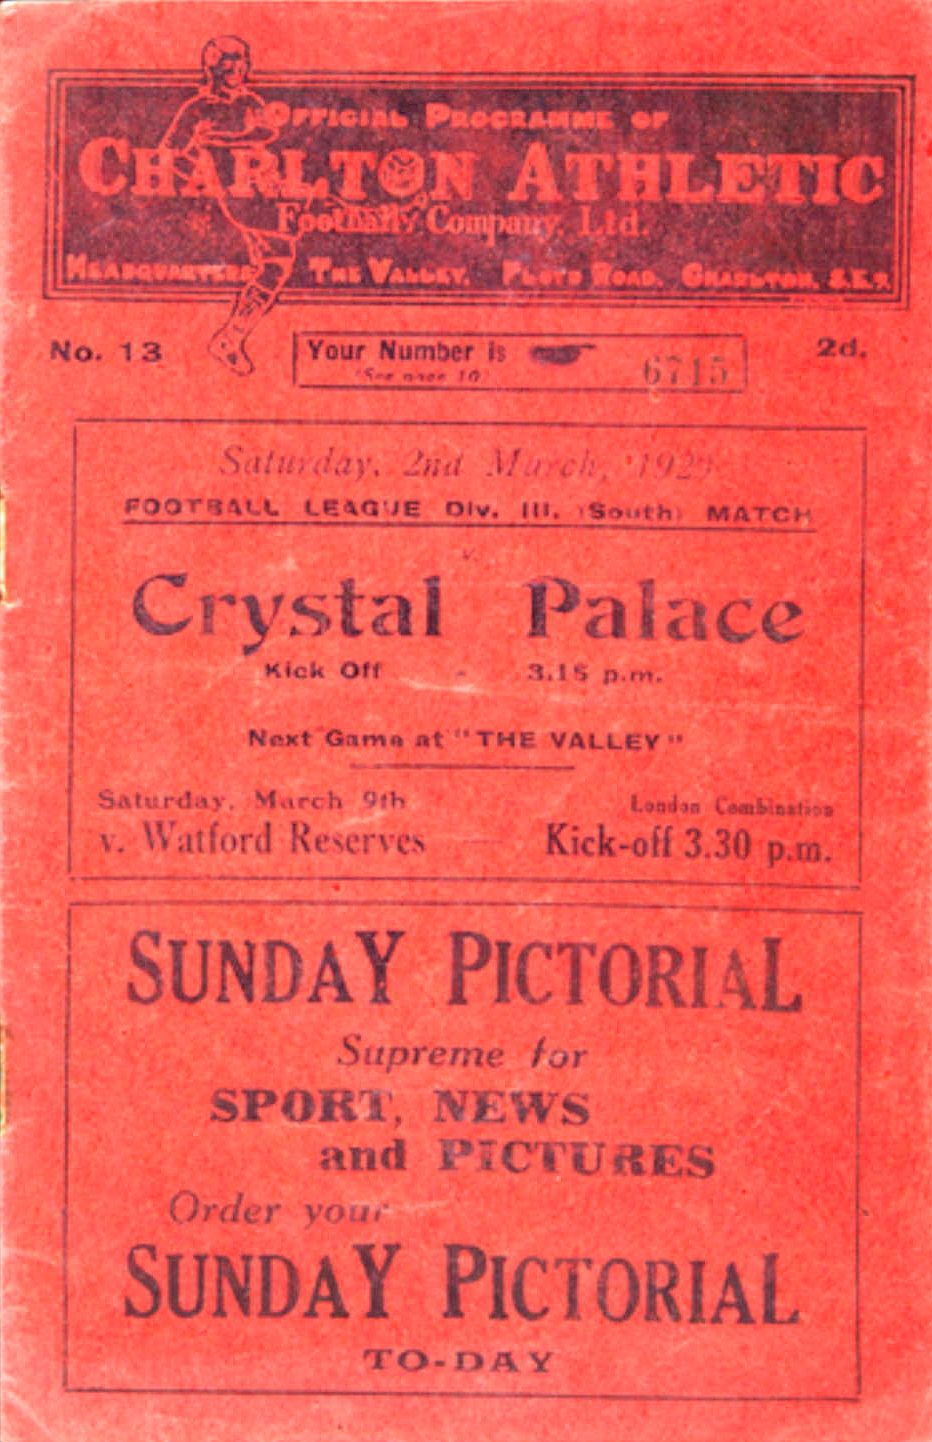 OFFICIAL PROGRAMME OF
CHARLTON ATHLETIC
Football Company, Ltd.
HEADQUARTERS THE VALLEY, FLOYD ROAD, CHARLTON, S.E.7.
No. 13
Your Number is 6715
(See page 10)
2d.
Saturday, 2nd March, 1929
FOOTBALL LEAGUE Div. III. (South) MATCH
v.
Crystal Palace
Kick Off - 3.15 p.m.
Next Game at "THE VALLEY"
Saturday, March 9th London Combination
v. Watford Reserves — Kick-off 3.30 p.m.
SUNDAY PICTORIAL
Supreme for
SPORT, NEWS
and PICTURES
Order your
SUNDAY PICTORIAL
TO-DAY